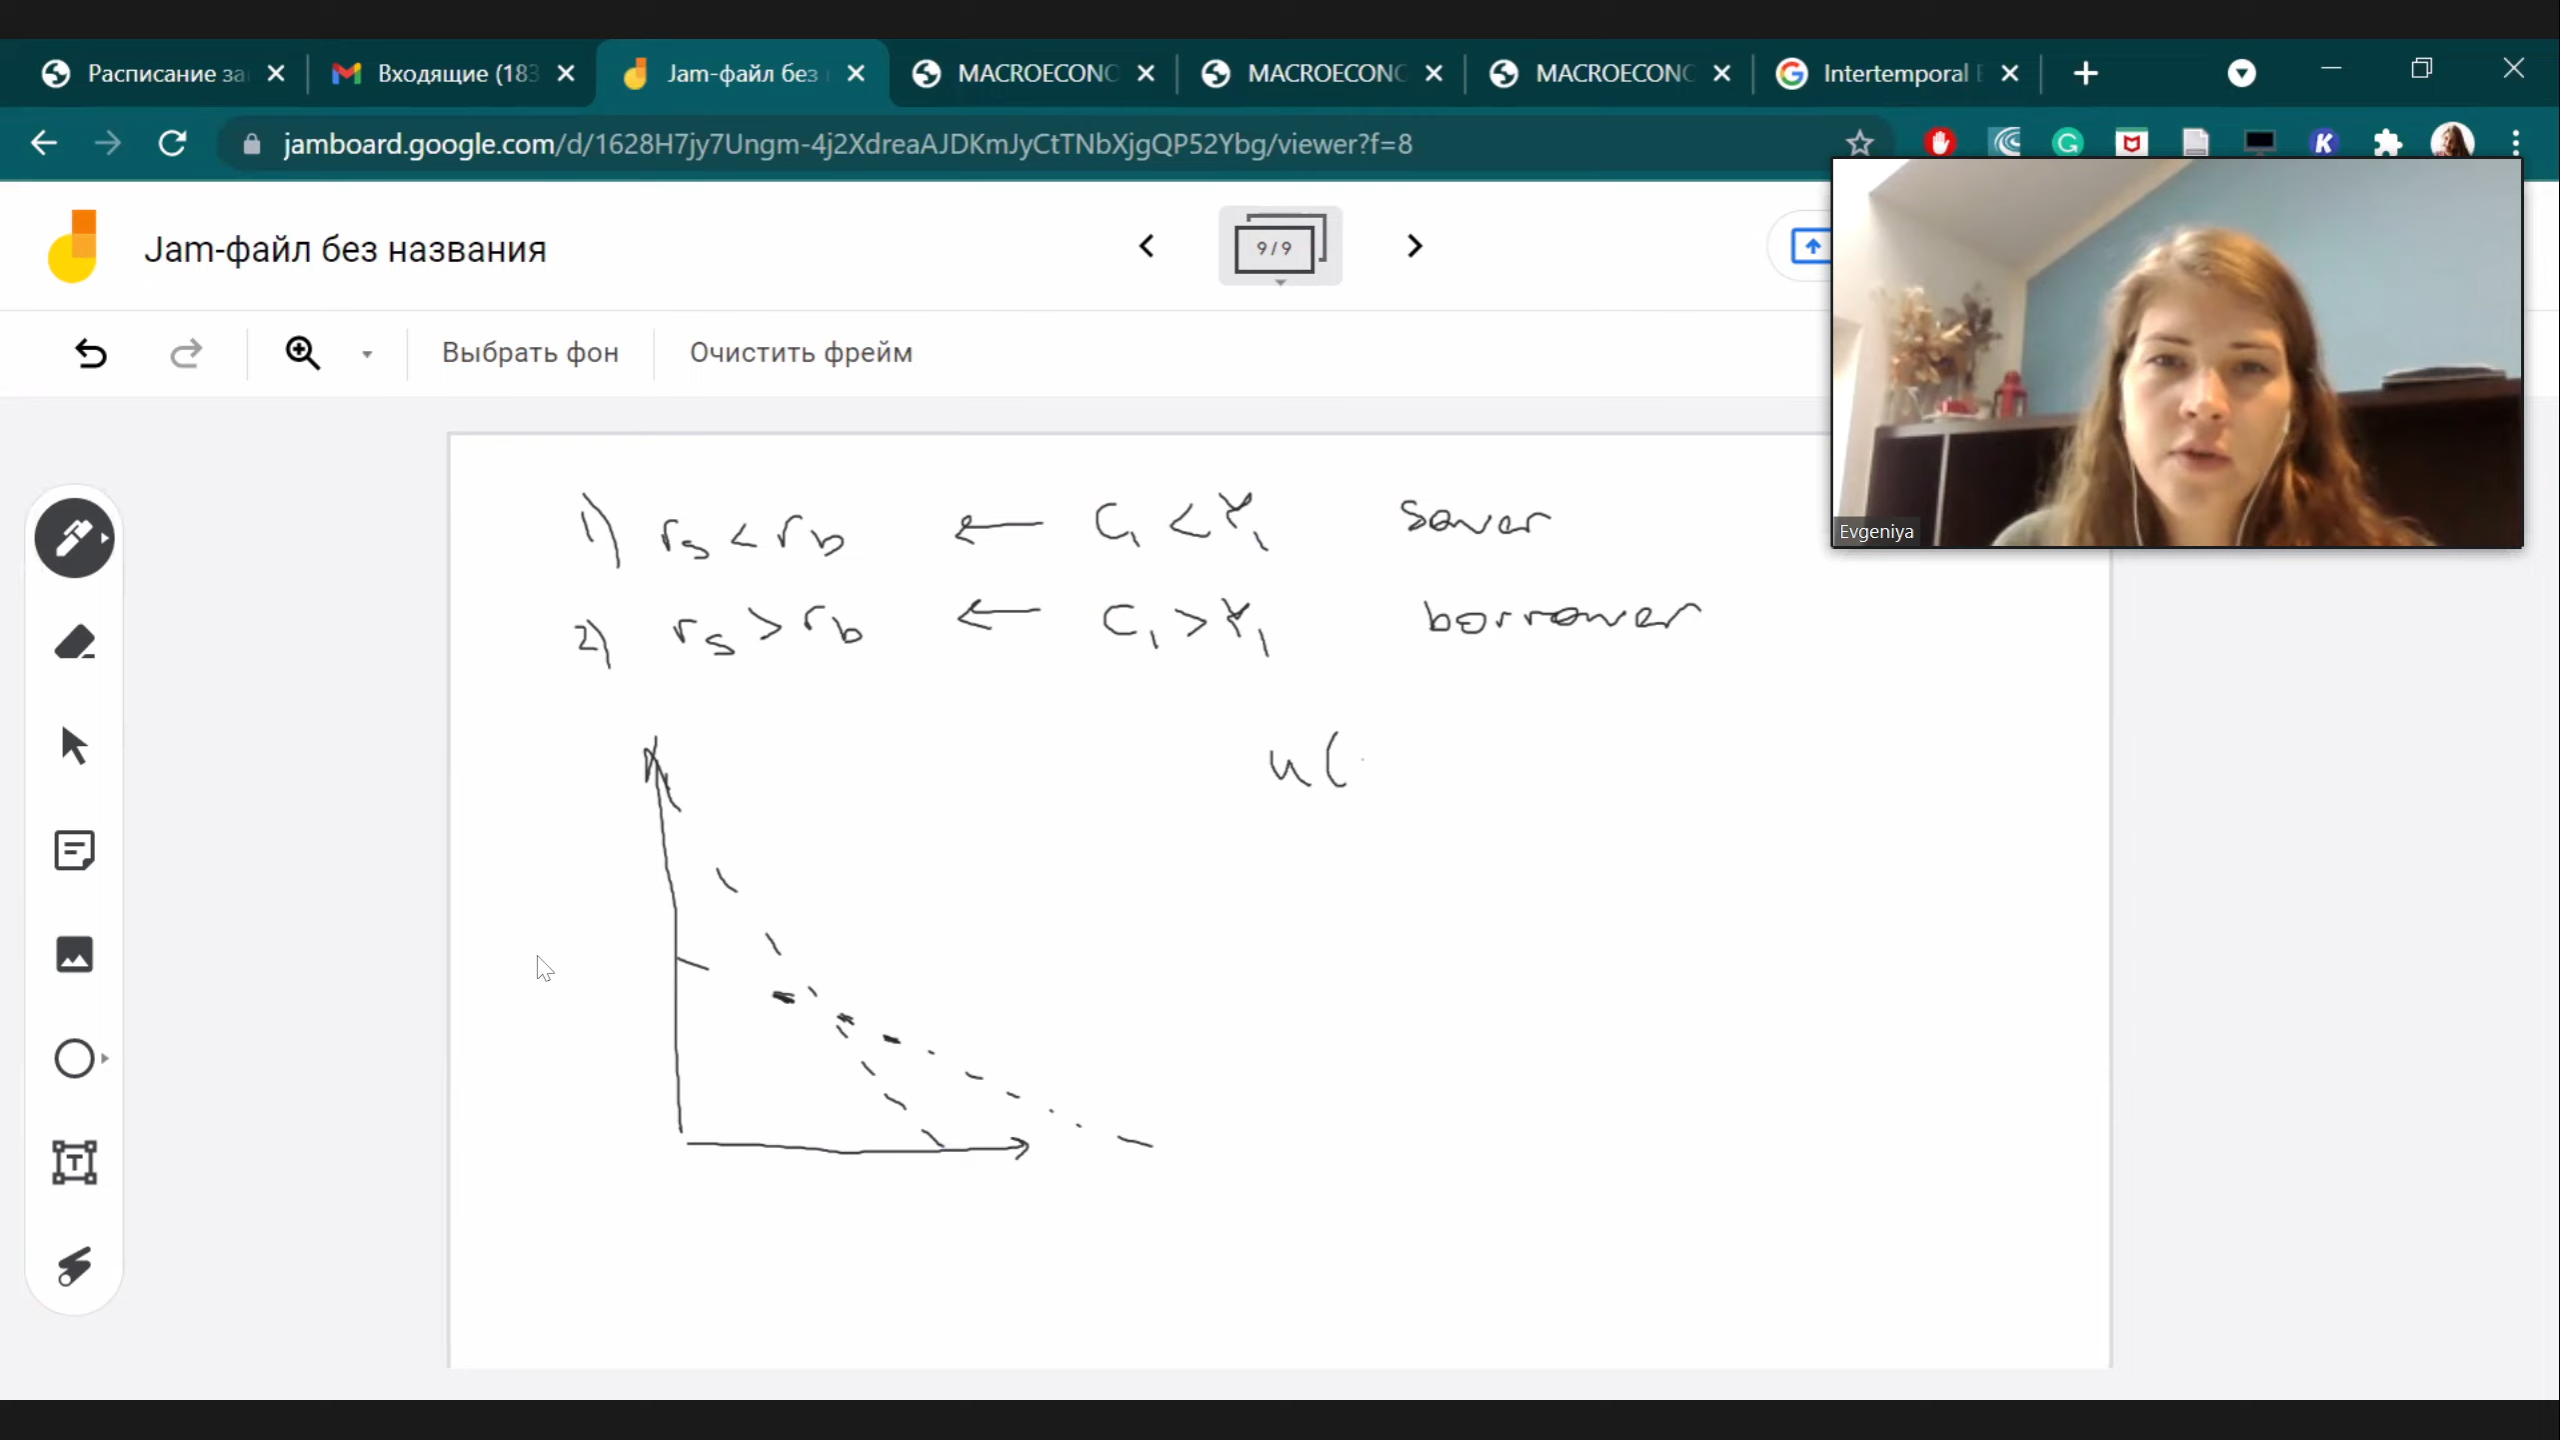 Расписание за
Входящие (183
Jam-файл без
MACROECONC
MACROECONC
MACROECONC
Intertemporal
jamboard.google.com/d/1628H7jy7Ungm-4j2XdreaAJDKmJyCtTNbXjgQP52Ybg/viewer?f=8
Jam-файл без названия
9/9
Выбрать фон
Очистить фрейм
Evgeniya
1) rs < rb ← C1 < Y1 saver
2) rs > rb ← C1 > Y1 borrower
u(